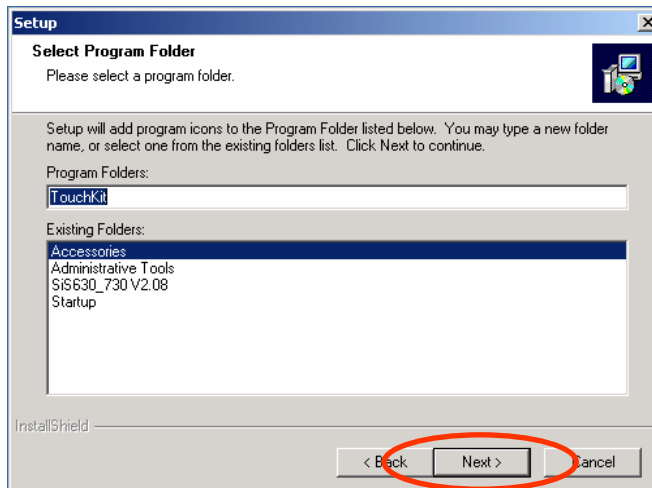 Setup
Select Program Folder
Please select a program folder.
Setup will add program icons to the Program Folder listed below. You may type a new folder
name, or select one from the existing folders list. Click Next to continue.
Program Folders:
TouchKit
Existing Folders:
Accessories
Administrative Tools
SiS630_730 V2.08
Startup
InstallShield
< Back Next > Cancel